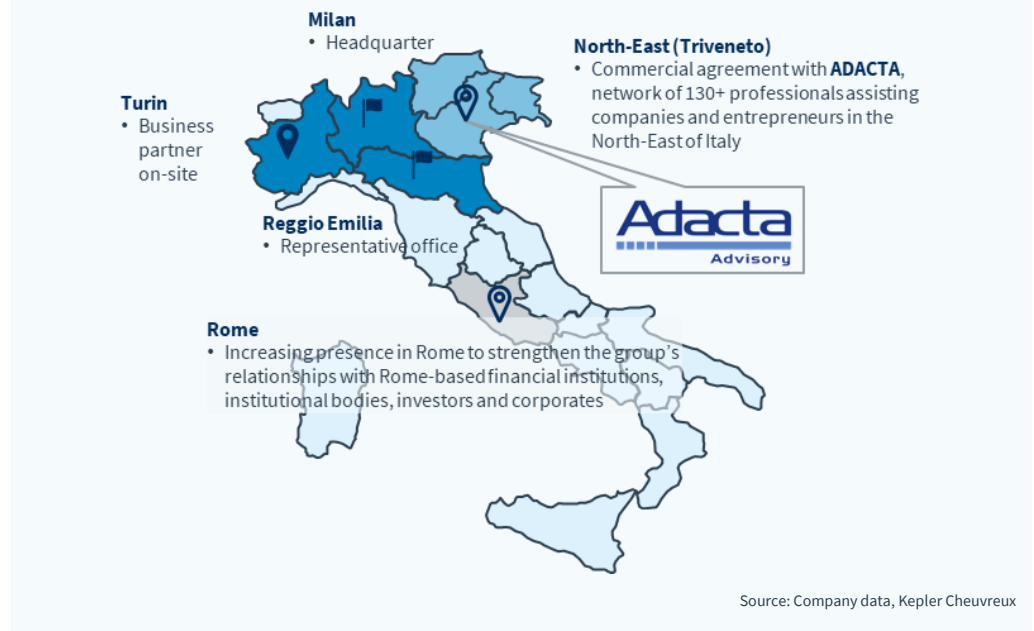 Milan
• Headquarter
North-East (Triveneto)
• Commercial agreement with ADACTA,
network of 130+ professionals assisting
companies and entrepreneurs in the
North-East of Italy
Turin
• Business
partner
on-site
Adacta
Advisory
Reggio Emilia
• Representative office
Rome
• Increasing presence in Rome to strengthen the group's
relationships with Rome-based financial institutions,
institutional bodies, investors and corporates
Source: Company data, Kepler Cheuvreux